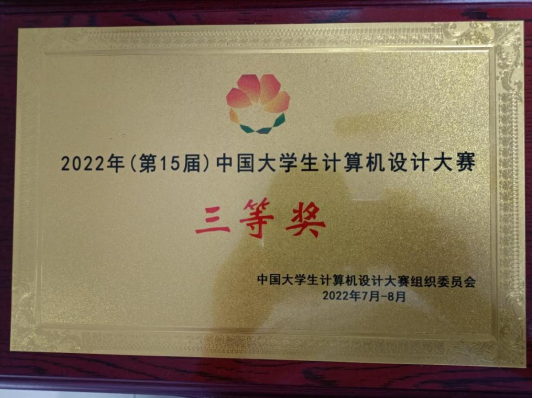 2022年(第15届)中国大学生计算机设计大赛
三等奖
中国大学生计算机设计大赛组织委员会
2022年7月-8月